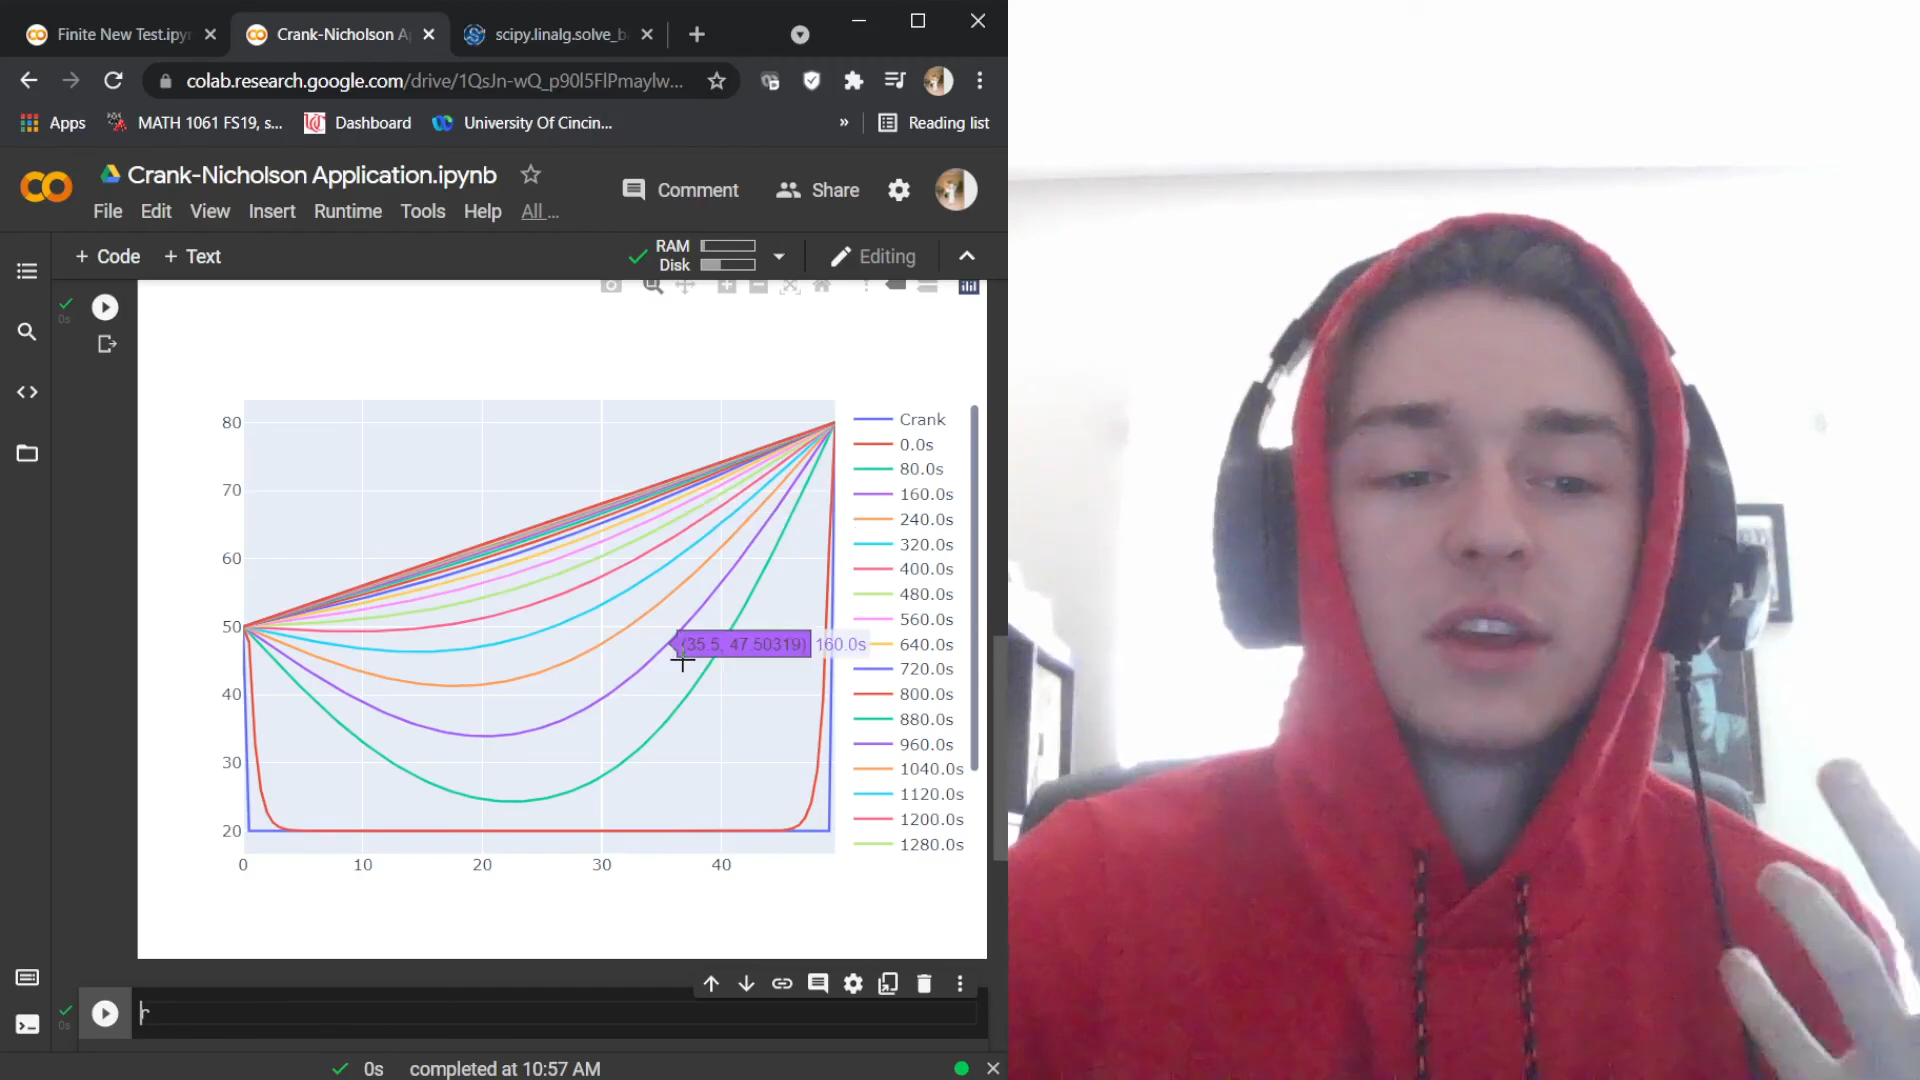 Finite New Test.ipyn
Crank-Nicholson A
scipy.linalg.solve_b
colab.research.google.com/drive/1QsJn-wQ_p90l5FlPmaylw...
Apps
MATH 1061 FS19, s...
Dashboard
University Of Cincin...
»
Reading list
Crank-Nicholson Application.ipynb
Comment
Share
File Edit View Insert Runtime Tools Help All ...
+ Code + Text
RAM
Disk
Editing
0s
80
70
60
50
40
30
20
0 10 20 30 40
(35.5, 47.50319) 160.0s
Crank
0.0s
80.0s
160.0s
240.0s
320.0s
400.0s
480.0s
560.0s
640.0s
720.0s
800.0s
880.0s
960.0s
1040.0s
1120.0s
1200.0s
1280.0s
r
0s
0s completed at 10:57 AM